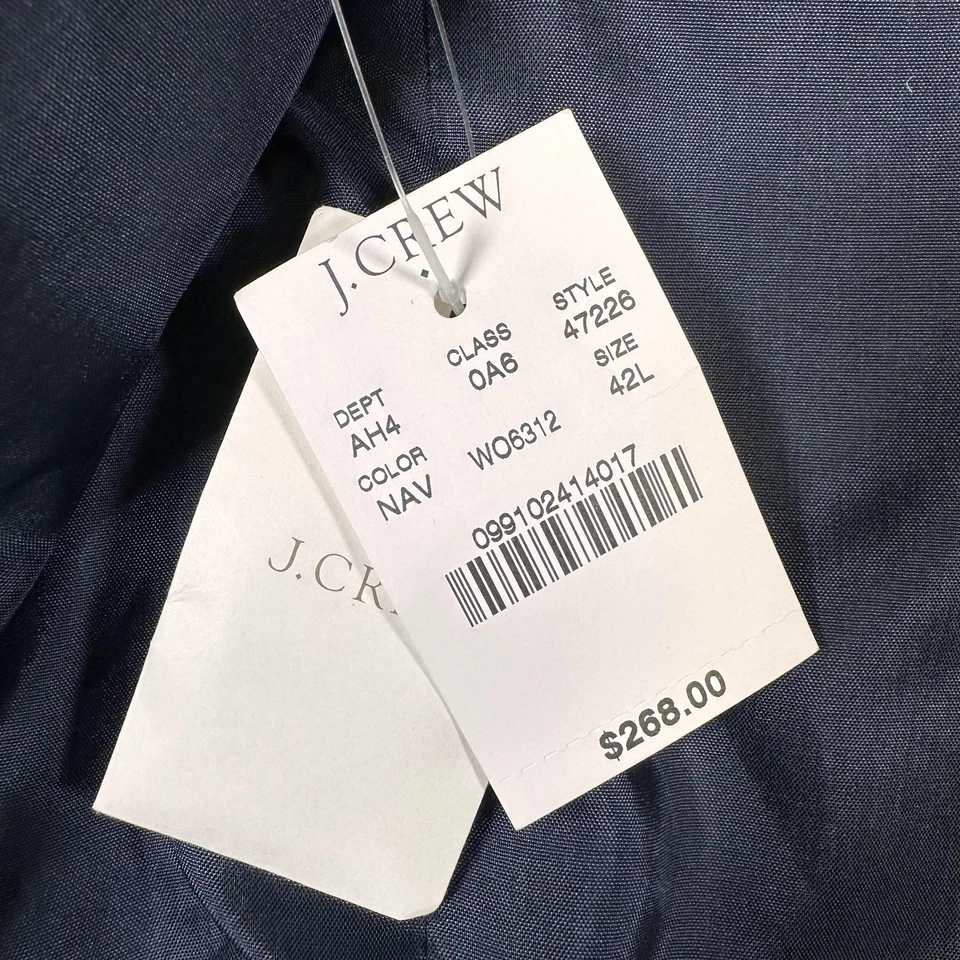 J.CREW
DEPT CLASS STYLE
AH4 0A6 47226
COLOR SIZE
NAV WO6312 42L
099102414017
$268.00
J.CR